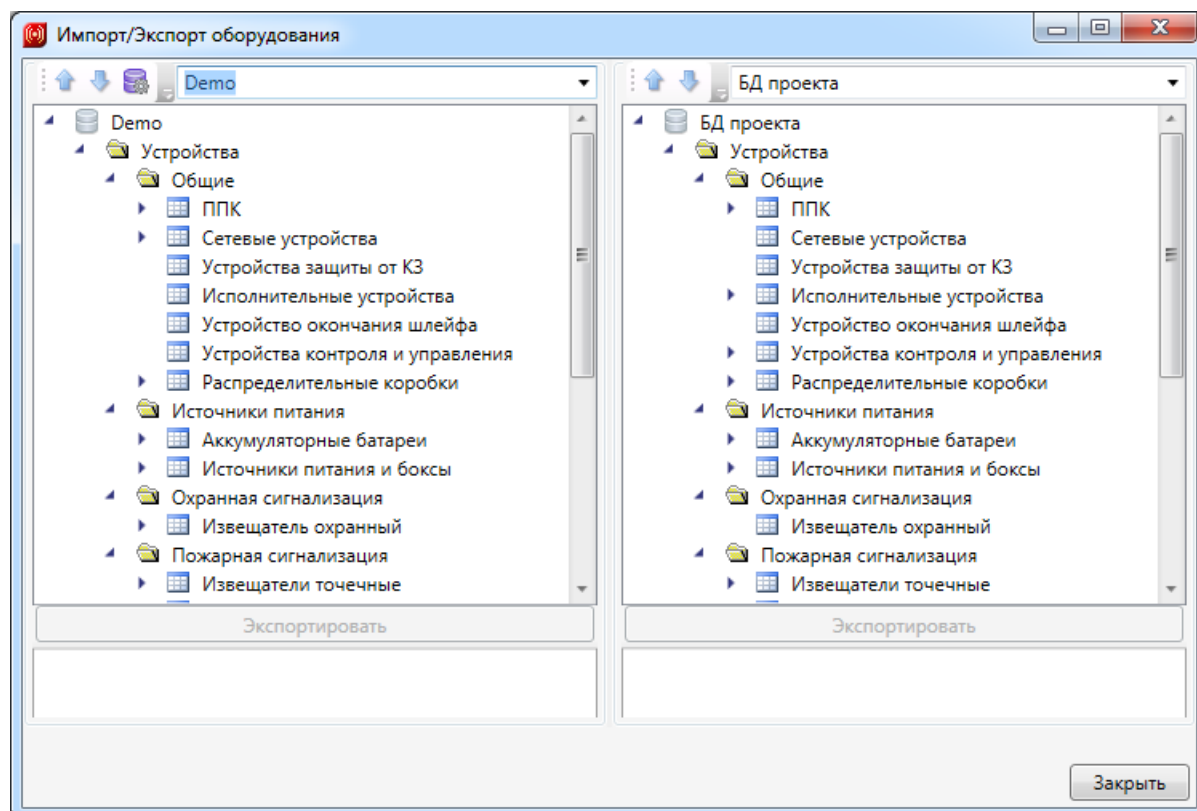 Импорт/Экспорт оборудования
Demo
Demo
Устройства
Общие
ППК
Сетевые устройства
Устройства защиты от КЗ
Исполнительные устройства
Устройство окончания шлейфа
Устройства контроля и управления
Распределительные коробки
Источники питания
Аккумуляторные батареи
Источники питания и боксы
Охранная сигнализация
Извещатель охранный
Пожарная сигнализация
Извещатели точечные
Экспортировать
БД проекта
БД проекта
Устройства
Общие
ППК
Сетевые устройства
Устройства защиты от КЗ
Исполнительные устройства
Устройство окончания шлейфа
Устройства контроля и управления
Распределительные коробки
Источники питания
Аккумуляторные батареи
Источники питания и боксы
Охранная сигнализация
Извещатель охранный
Пожарная сигнализация
Извещатели точечные
Экспортировать
Закрыть